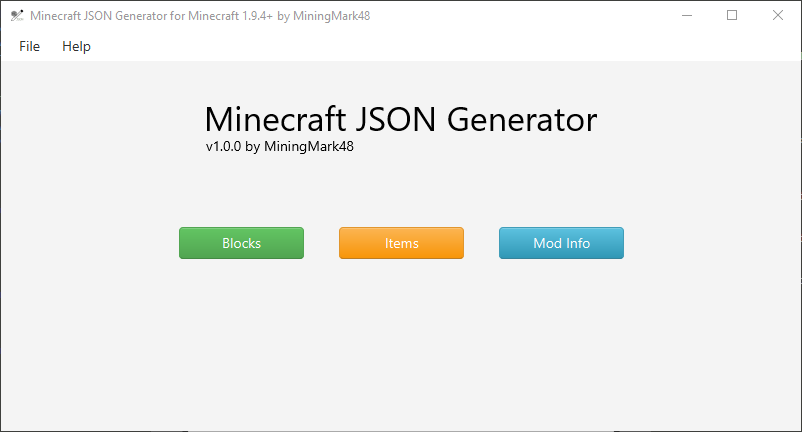 Minecraft JSON Generator for Minecraft 1.9.4+ by MiningMark48
File Help
Minecraft JSON Generator
v1.0.0 by MiningMark48
Blocks Items Mod Info